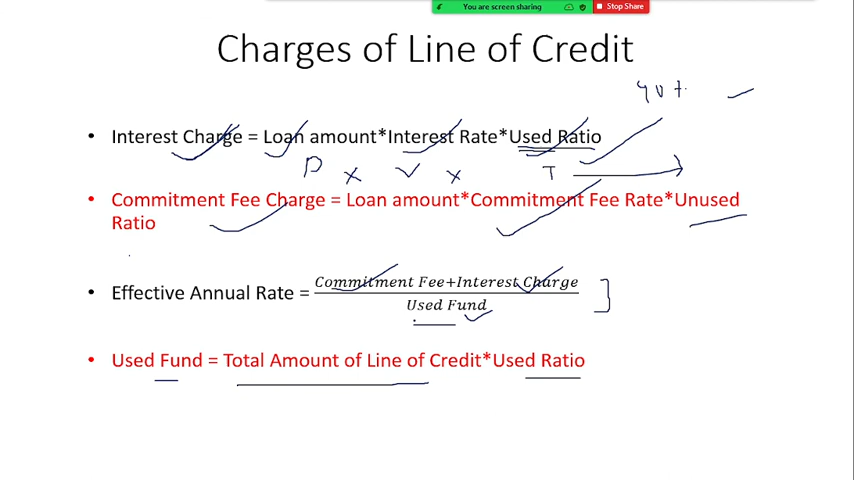 You are screen sharing
Stop Share
Charges of Line of Credit
• Interest Charge = Loan amount*Interest Rate*Used Ratio
• Commitment Fee Charge = Loan amount*Commitment Fee Rate*Unused
Ratio
• Effective Annual Rate = Commitment Fee+Interest Charge
Used Fund
• Used Fund = Total Amount of Line of Credit*Used Ratio